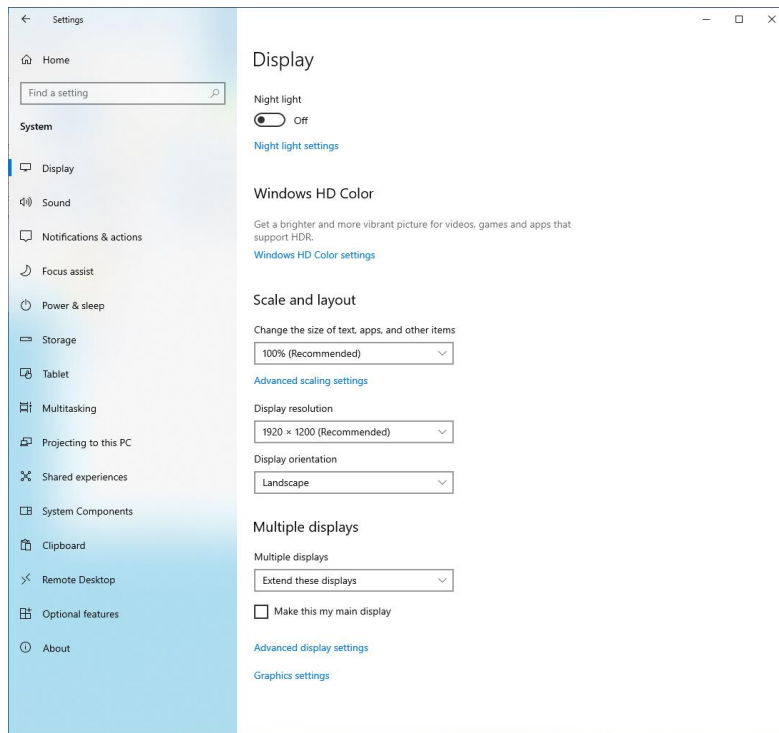 Settings
Home
Find a setting
System
Display
Sound
Notifications & actions
Focus assist
Power & sleep
Storage
Tablet
Multitasking
Projecting to this PC
Shared experiences
System Components
Clipboard
Remote Desktop
Optional features
About
Display
Night light
Off
Night light settings
Windows HD Color
Get a brighter and more vibrant picture for videos, games and apps that
support HDR.
Windows HD Color settings
Scale and layout
Change the size of text, apps, and other items
100% (Recommended)
Advanced scaling settings
Display resolution
1920 × 1200 (Recommended)
Display orientation
Landscape
Multiple displays
Multiple displays
Extend these displays
Make this my main display
Advanced display settings
Graphics settings